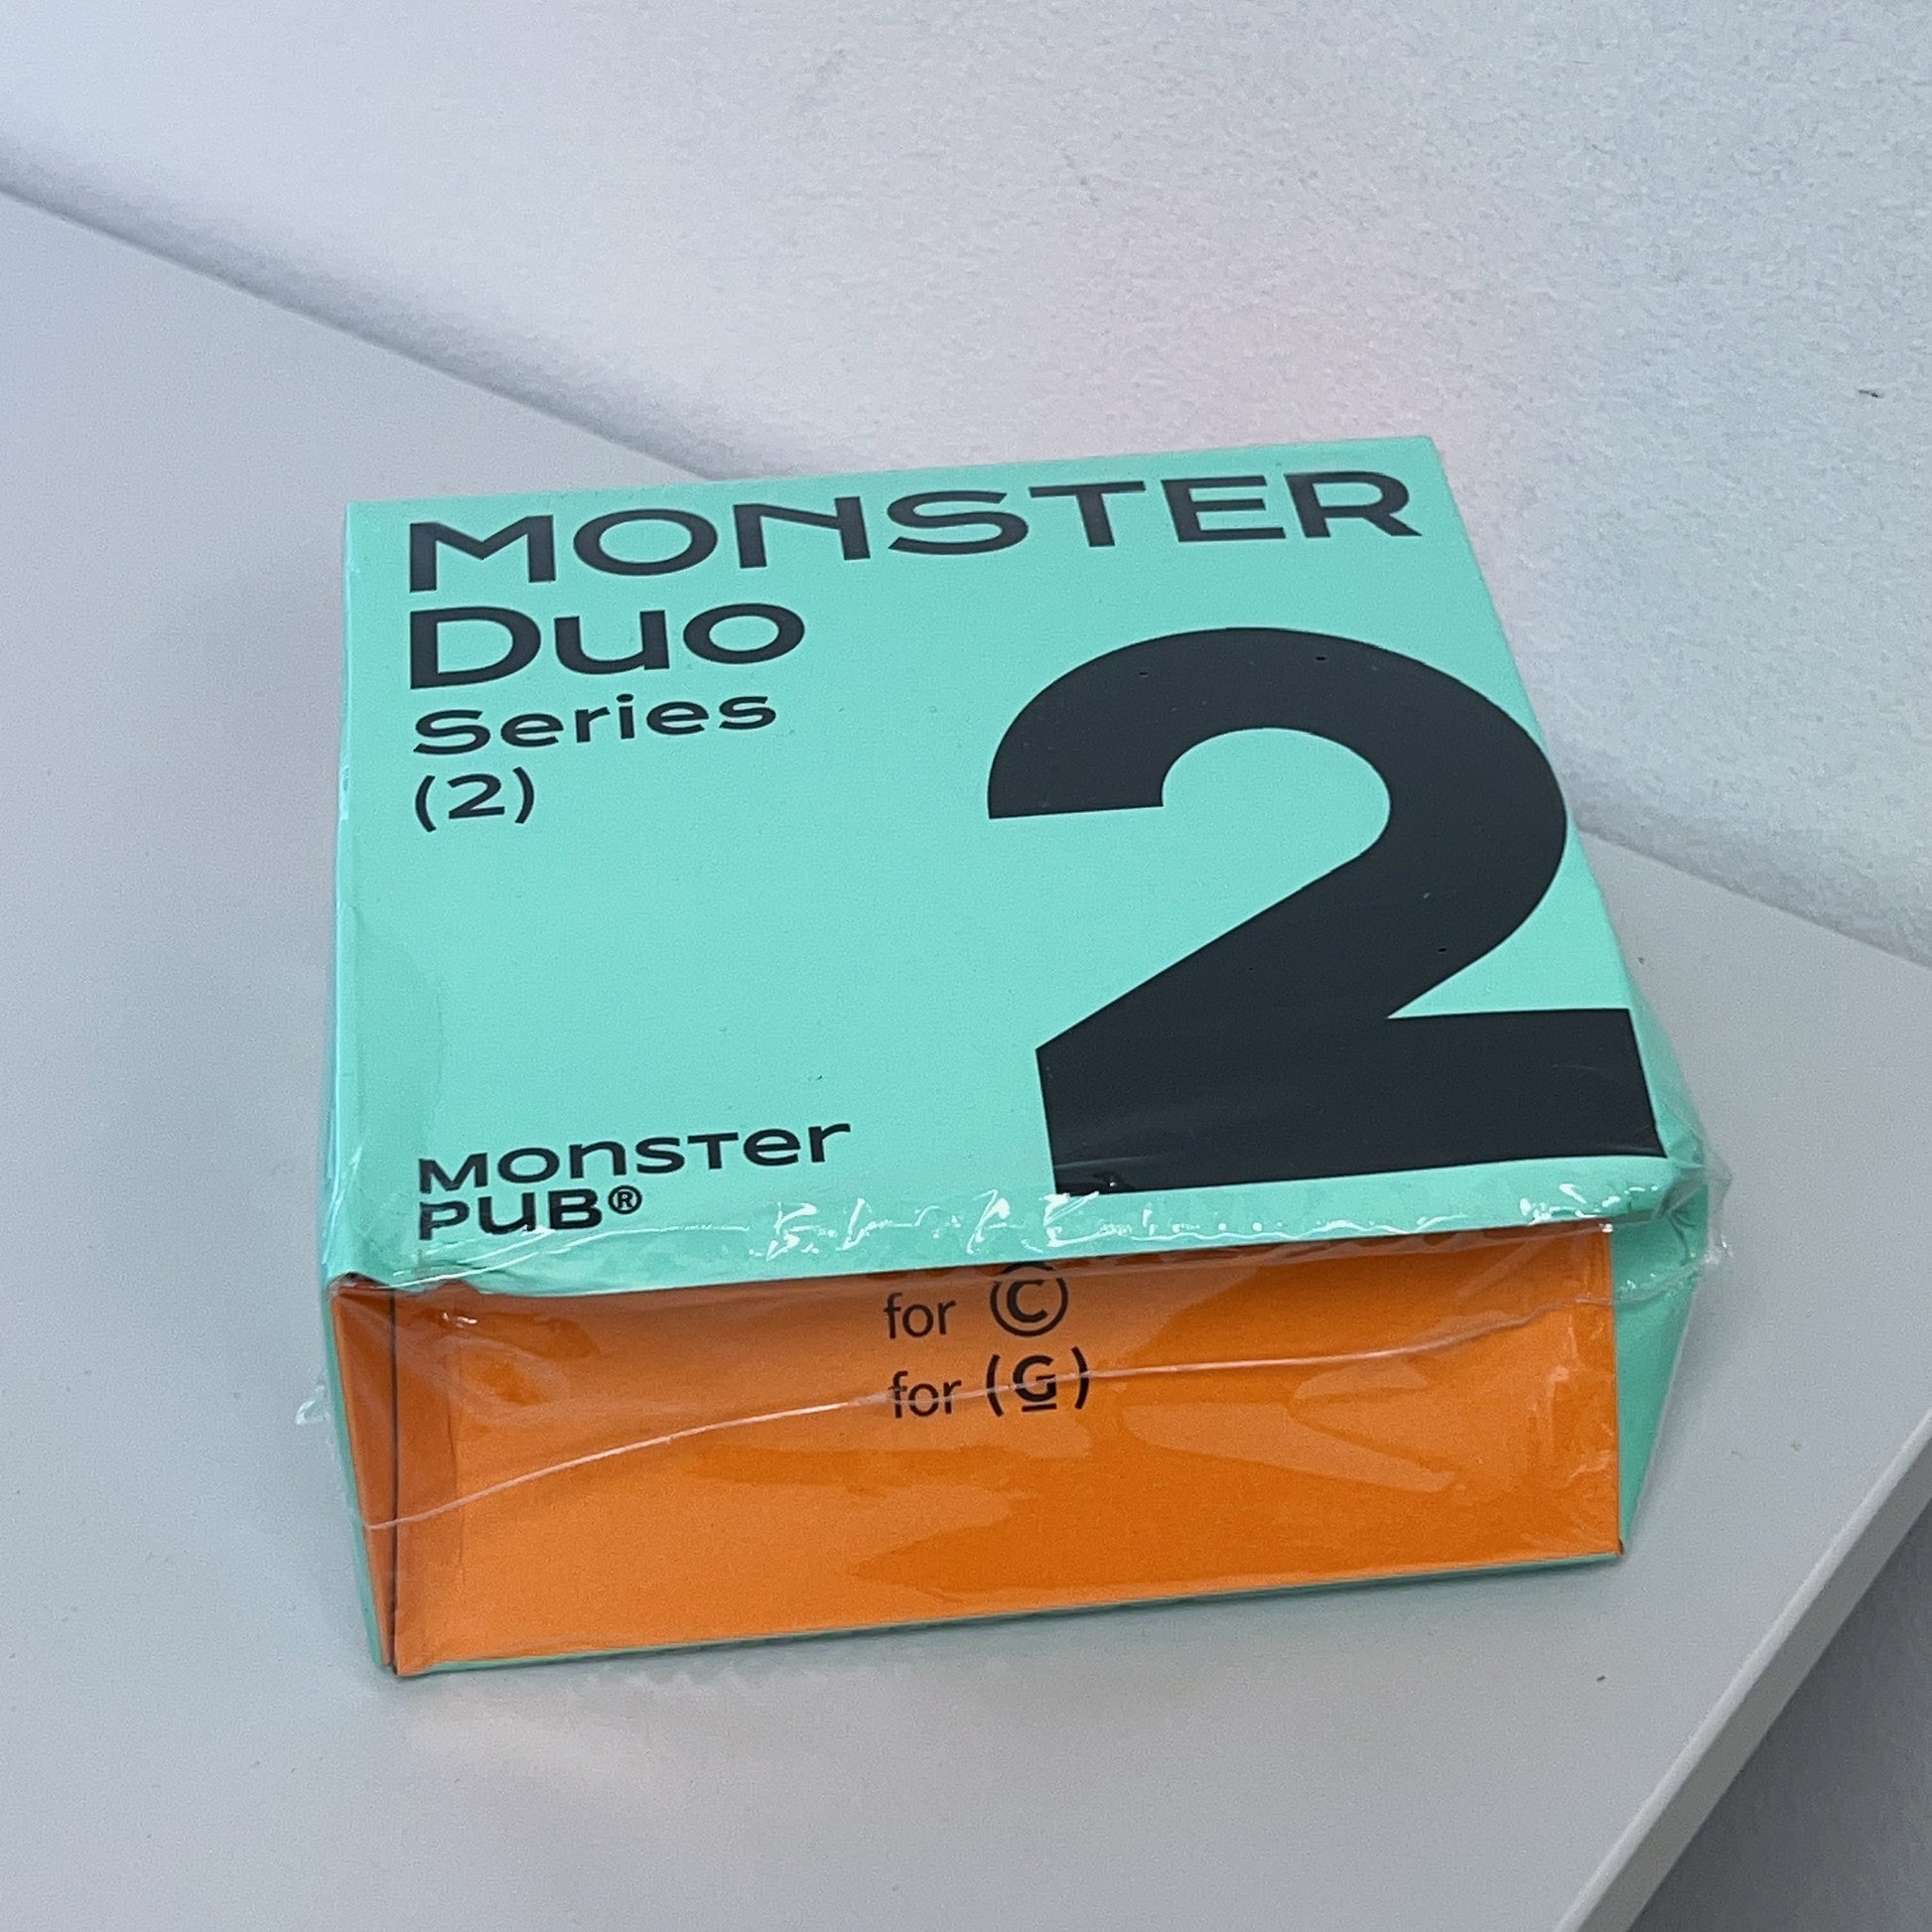 MONSTER
Duo
Series
(2)
2
MONSTER
PUB®
for ©
for (G)